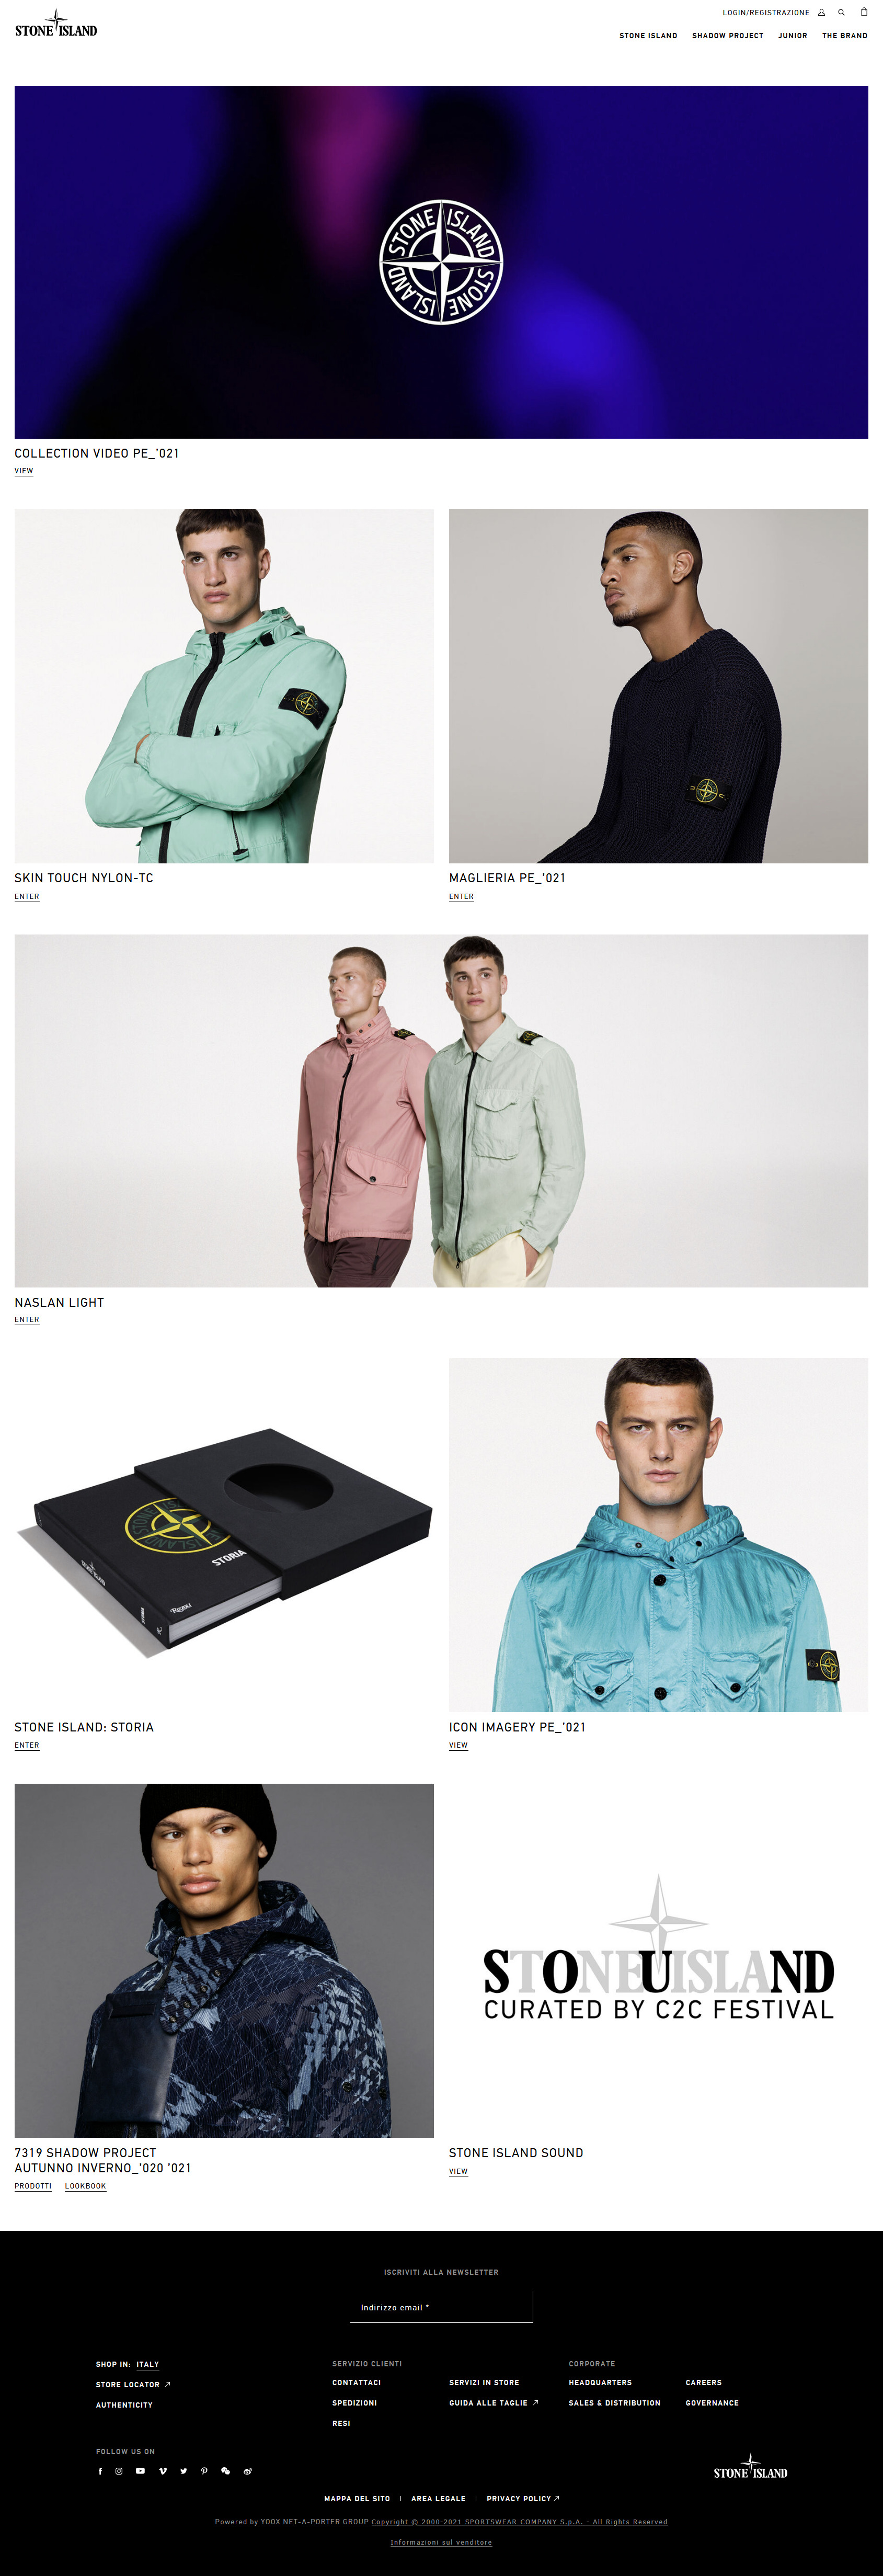 STONE ISLAND
LOGIN/REGISTRAZIONE
STONE ISLAND SHADOW PROJECT JUNIOR THE BRAND
STONE ISLAND STONE ISLAND
COLLECTION VIDEO PE_'021
VIEW
SKIN TOUCH NYLON-TC
ENTER
MAGLIERIA PE_'021
ENTER
NASLAN LIGHT
ENTER
STONE ISLAND
STORIA
STONE ISLAND
STORIA
Rizzoli
STONE ISLAND: STORIA
ENTER
ICON IMAGERY PE_'021
VIEW
7319 SHADOW PROJECT
AUTUNNO INVERNO_'020 '021
PRODOTTI LOOKBOOK
STONEUISLAND
CURATED BY C2C FESTIVAL
STONE ISLAND SOUND
VIEW
ISCRIVITI ALLA NEWSLETTER
Indirizzo email *
SHOP IN: ITALY
STORE LOCATOR
AUTHENTICITY
SERVIZIO CLIENTI
CONTATTACI SERVIZI IN STORE
SPEDIZIONI GUIDA ALLE TAGLIE
RESI
CORPORATE
HEADQUARTERS CAREERS
SALES & DISTRIBUTION GOVERNANCE
FOLLOW US ON
STONE ISLAND
MAPPA DEL SITO | AREA LEGALE | PRIVACY POLICY
Powered by YOOX NET-A-PORTER GROUP Copyright © 2000-2021 SPORTSWEAR COMPANY S.p.A. - All Rights Reserved
Informazioni sul venditore